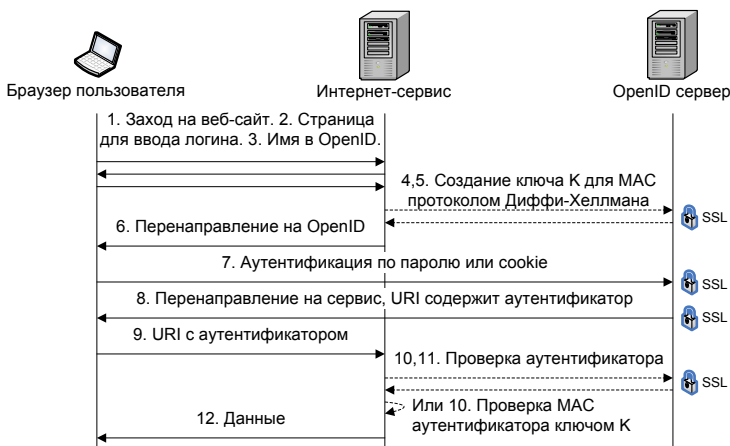 Браузер пользователя
Интернет-сервис
OpenID сервер
1. Заход на веб-сайт. 2. Страница
для ввода логина. 3. Имя в OpenID.
4,5. Создание ключа K для MAC
протоколом Диффи-Хеллмана
SSL
6. Перенаправление на OpenID
7. Аутентификация по паролю или cookie
SSL
8. Перенаправление на сервис, URI содержит аутентификатор
SSL
9. URI с аутентификатором
10,11. Проверка аутентификатора
SSL
Или 10. Проверка MAC
аутентификатора ключом K
12. Данные